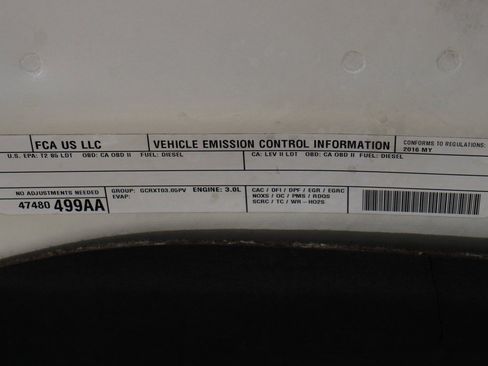 FCA US LLC VEHICLE EMISSION CONTROL INFORMATION CONFORMS TO REGULATIONS:
2016 MY
U.S. EPA: T2 B5 LDT OBD: CA OBD II FUEL: DIESEL CA: LEV II LDT OBD: CA OBD II FUEL: DIESEL
NO ADJUSTMENTS NEEDED GROUP: GCRXT03.05PV ENGINE: 3.0L CAC / DFI / DPF / EGR / EGRC
EVAP: NOXS / OC / PMS / RDQS
47480 499AA SCRC / TC / WR-HO2S